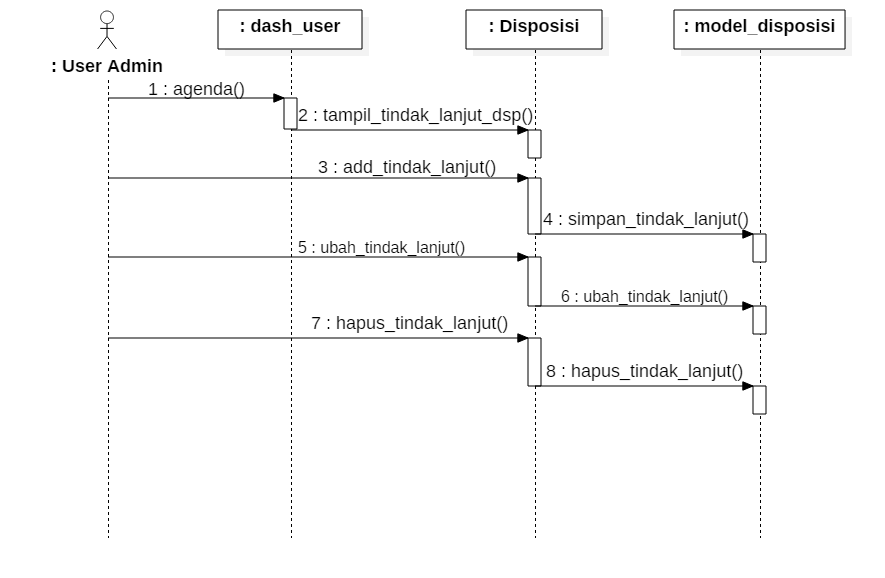 : dash_user
: Disposisi
: model_disposisi
: User Admin
1 : agenda()
2 : tampil_tindak_lanjut_dsp()
3 : add_tindak_lanjut()
4 : simpan_tindak_lanjut()
5 : ubah_tindak_lanjut()
6 : ubah_tindak_lanjut()
7 : hapus_tindak_lanjut()
8 : hapus_tindak_lanjut()